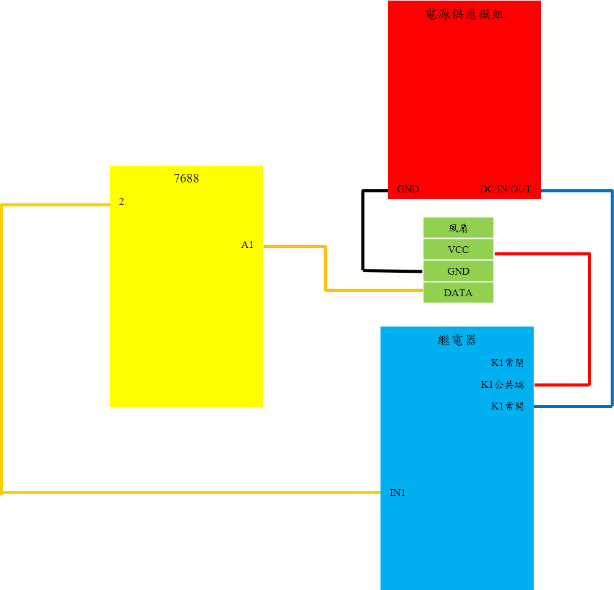 電源供應模組
GND
DC IN-OUT
7688
2
A1
風扇
VCC
GND
DATA
繼電器
K1常閉
K1公共端
K1常開
IN1